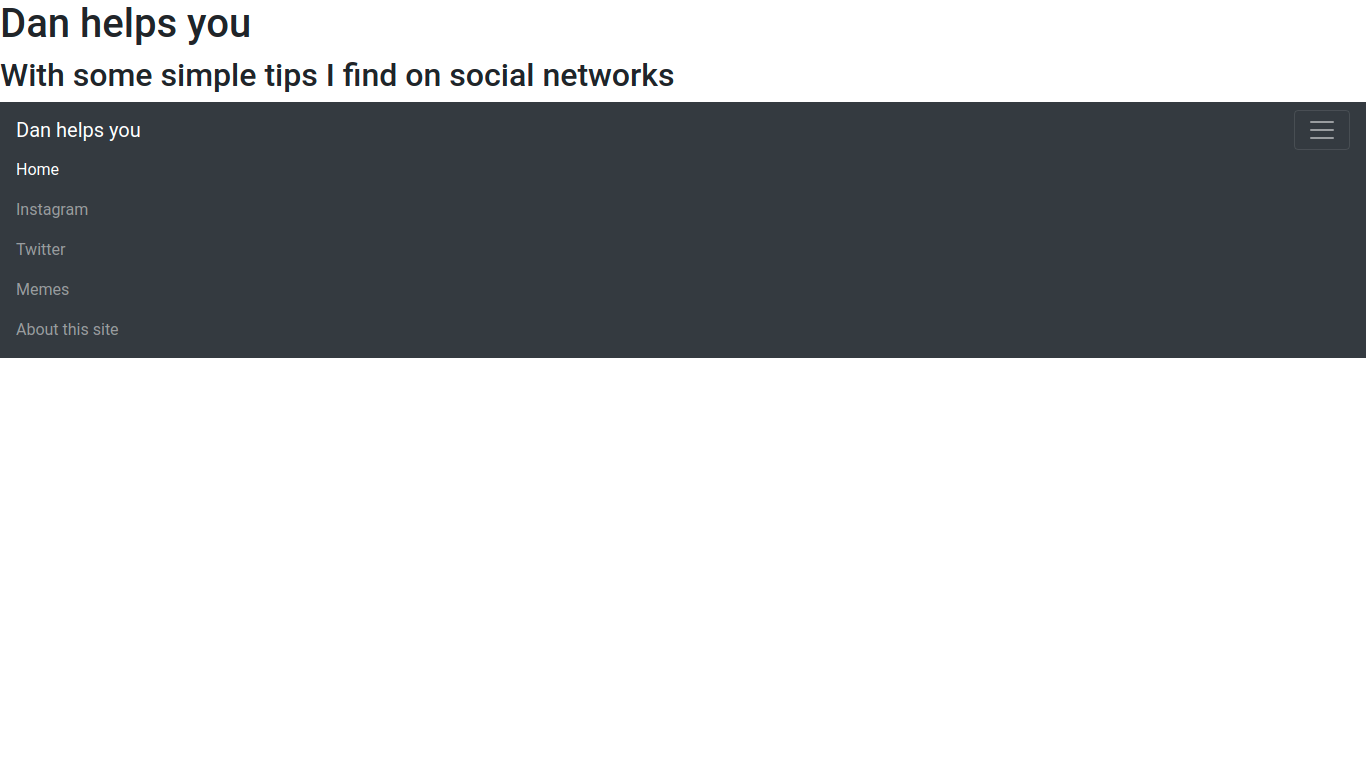 Dan helps you
With some simple tips I find on social networks
Dan helps you
Home
Instagram
Twitter
Memes
About this site